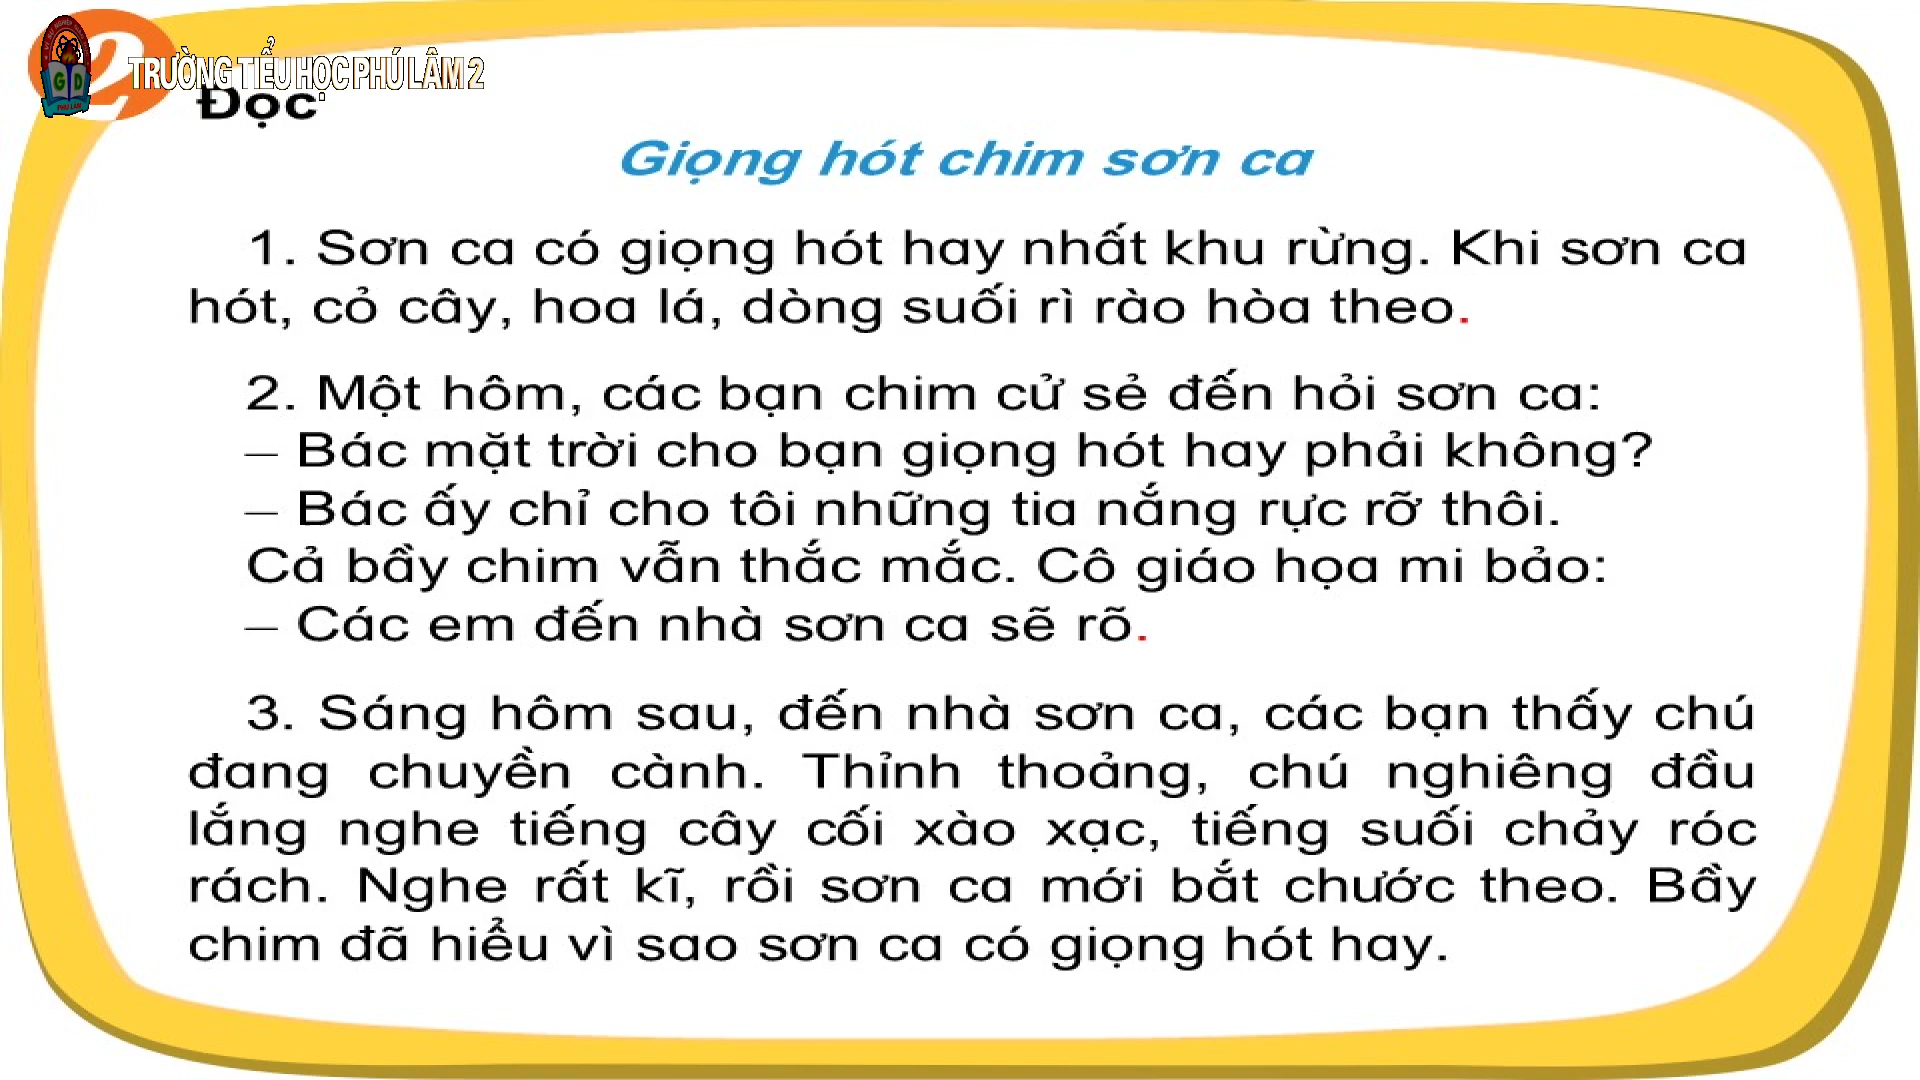 TRƯỜNG TIỂU HỌC PHÚ LÂM 2
2
Đọc
Giọng hót chim sơn ca
1. Sơn ca có giọng hót hay nhất khu rừng. Khi sơn ca
hót, cỏ cây, hoa lá, dòng suối rì rào hòa theo.
2. Một hôm, các bạn chim cử sẻ đến hỏi sơn ca:
– Bác mặt trời cho bạn giọng hót hay phải không?
– Bác ấy chỉ cho tôi những tia nắng rực rỡ thôi.
Cả bầy chim vẫn thắc mắc. Cô giáo họa mi bảo:
– Các em đến nhà sơn ca sẽ rõ.
3. Sáng hôm sau, đến nhà sơn ca, các bạn thấy chú
đang chuyền cành. Thỉnh thoảng, chú nghiêng đầu
lắng nghe tiếng cây cối xào xạc, tiếng suối chảy róc
rách. Nghe rất kĩ, rồi sơn ca mới bắt chước theo. Bầy
chim đã hiểu vì sao sơn ca có giọng hót hay.